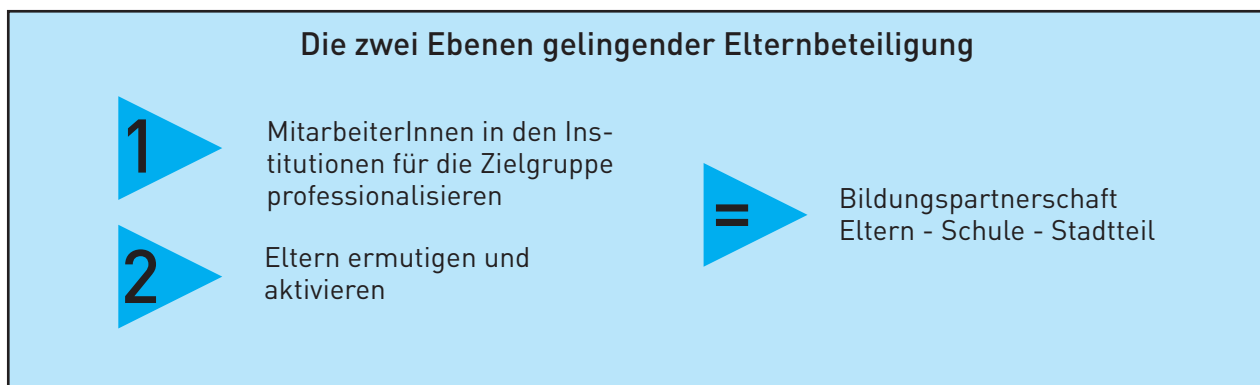 Die zwei Ebenen gelingender Elternbeteiligung
1
MitarbeiterInnen in den Ins-
titutionen für die Zielgruppe
professionalisieren
2
Eltern ermutigen und
aktivieren
=
Bildungspartnerschaft
Eltern - Schule - Stadtteil